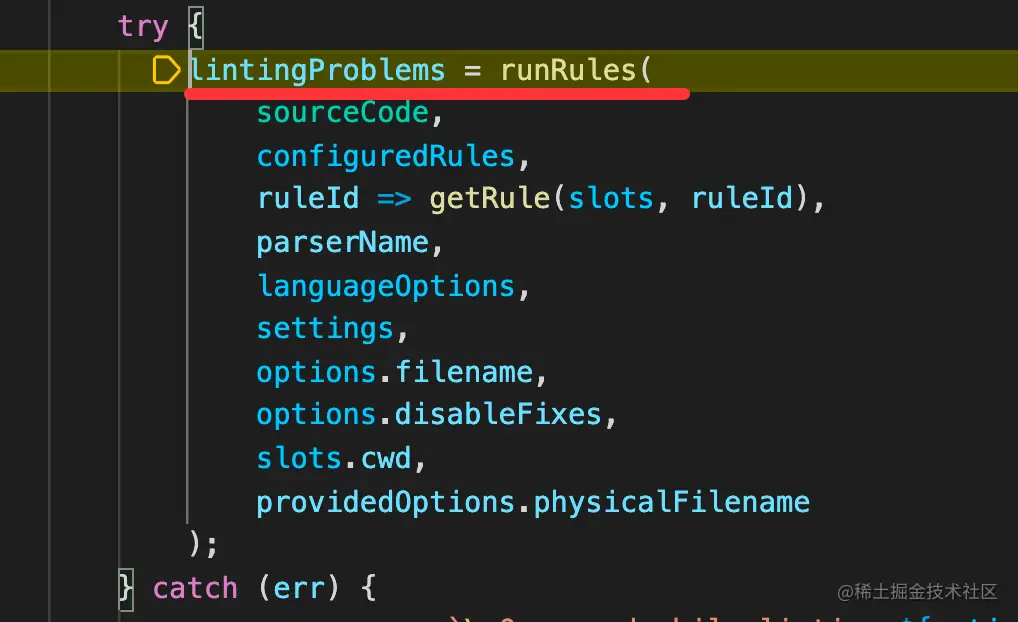 try {
lintingProblems = runRules(
sourceCode,
configuredRules,
ruleId => getRule(slots, ruleId),
parserName,
languageOptions,
settings,
options.filename,
options.disableFixes,
slots.cwd,
providedOptions.physicalFilename
);
} catch (err) {
@稀土掘金技术社区